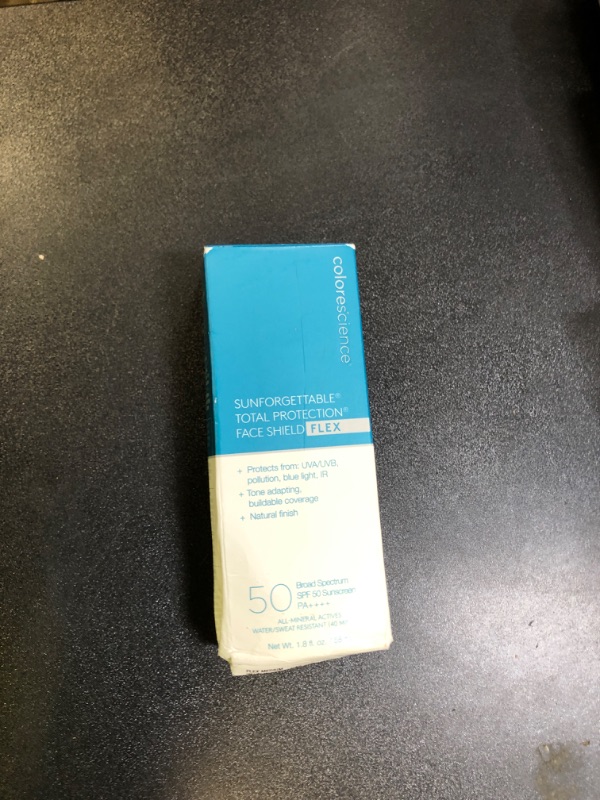 colorescience
SUNFORGETTABLE®
TOTAL PROTECTION®
FACE SHIELD FLEX
+ Protects from: UVA/UVB,
pollution, blue light, IR
+ Tone adapting,
buildable coverage
+ Natural finish
50
Broad Spectrum
SPF 50 Sunscreen
PA++++
ALL MINERAL ACTIVES
WATER/SWEAT RESISTANT (40
Net Wt. 1.8 fl. oz.